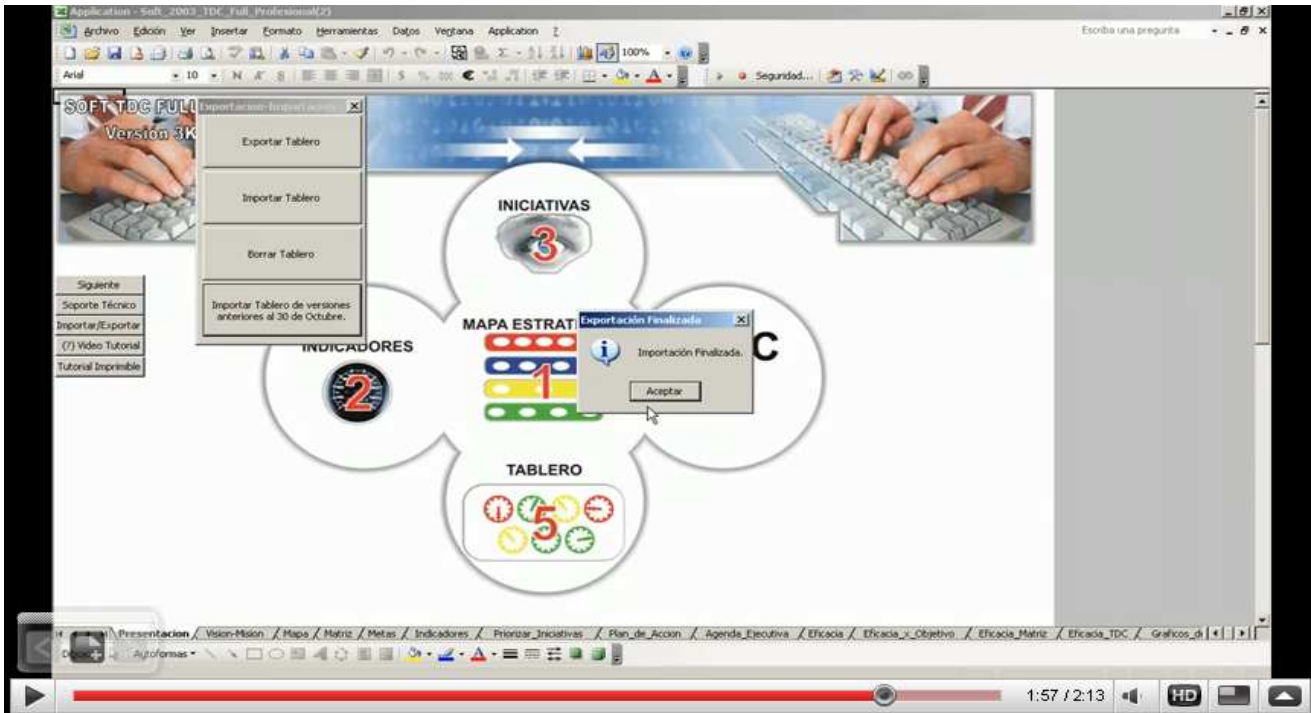 Application - Soft_2003_TDC_Full_Profesional(2)
Archivo Edición Ver Insertar Formato Herramientas Datos Ventana Application ?
Escriba una pregunta
100%
Arial 10 N K S
Seguridad...
SOFT TDC FULL
Versión 3K
Exportacion-Importacion
Exportar Tablero
Importar Tablero
Borrar Tablero
Importar Tablero de versiones
anteriores al 30 de Octubre.
Siguiente
Soporte Técnico
Importar/Exportar
(?) Video Tutorial
Tutorial Imprimible
INICIATIVAS
3
INDICADORES
2
MAPA ESTRAT
1
C
Exportación Finalizada
Importación Finalizada.
Aceptar
TABLERO
5
Presentacion / Vision-Mision / Mapa / Matriz / Metas / Indicadores / Priorizar_Iniciativas / Plan_de_Accion / Agenda_Ejecutiva / Eficacia / Eficacia_x_Objetivo / Eficacia_Matriz / Eficacia_TDC / Graficos_d
Autoformas
1:57 / 2:13 HD